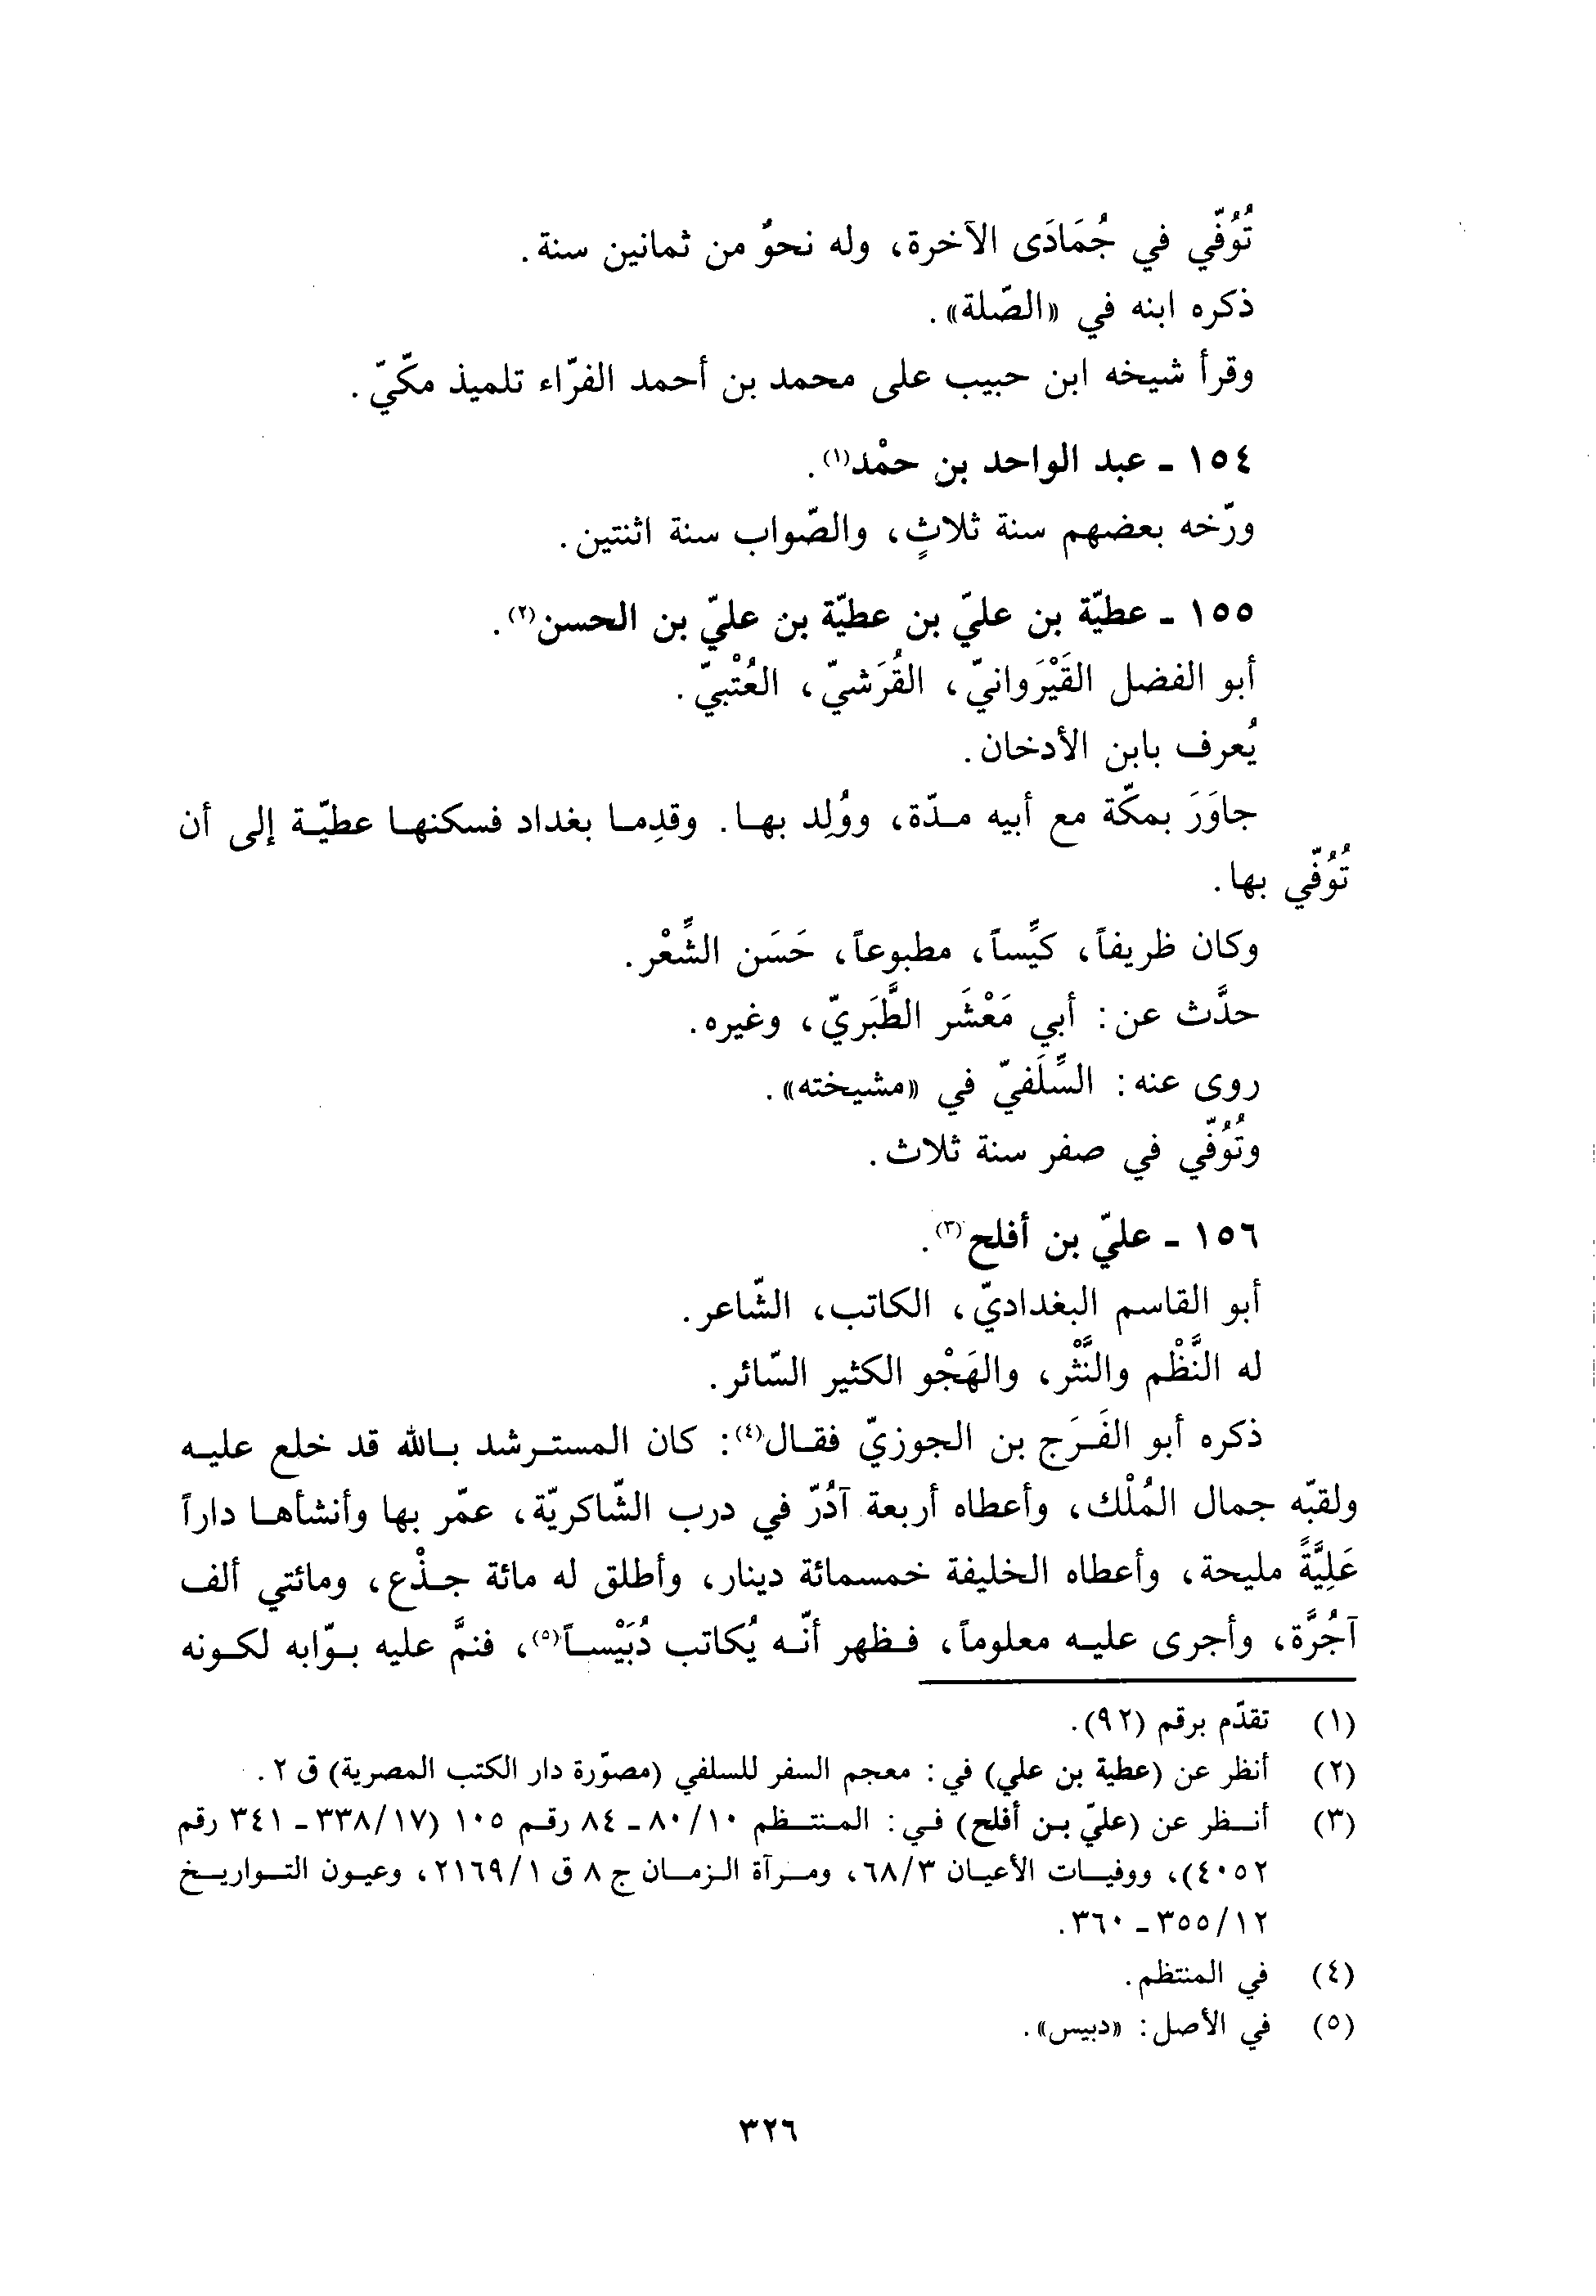 تُوُفّي في جُمَادَى الآخرة، وله نحوٌ من ثمانين سنة.
ذكره ابنه في «الصّلة».
وقرأ شيخه ابن حبيب على محمد بن أحمد الفرّاء تلميذ مكّيّ.
١٥٤ ـ عبد الواحد بن حمْد(١).
ورّخه بعضهم سنة ثلاثٍ، والصّواب سنة اثنتين.
١٥٥ ـ عطيّة بن عليّ بن عطيّة بن عليّ بن الحسن(٢).
أبو الفضل القَيْرَوانيّ، القُرَشيّ، العُتْبيّ.
يُعرف بابن الأدخان.
جاوَرَ بمكّة مع أبيه مدّة، ووُلِد بها. وقدِما بغداد فسكنها عطيّة إلى أن
تُوُفّي بها.
وكان ظريفاً، كيِّساً، مطبوعاً، حَسَن الشِّعْر.
حدَّث عن: أبي مَعْشَر الطَّبَريّ، وغيره.
روى عنه: السِّلَفيّ في «مشيخته».
وتُوُفّي في صفر سنة ثلاث.
١٥٦ ـ عليّ بن أفلح(٣).
أبو القاسم البغداديّ، الكاتب، الشّاعر.
له النَّظْم والنَّثْر، والهَجْو الكثير السّائر.
ذكره أبو الفَرَج بن الجوزيّ فقال(٤): كان المسترشد بالله قد خلع عليه
ولقبّه جمال المُلْك، وأعطاه أربعة آدُرّ في درب الشّاكريّة، عمّر بها وأنشأها داراً
عَلِيَّةً مليحة، وأعطاه الخليفة خمسمائة دينار، وأطلق له مائة جذْع، ومائتي ألف
آجُرَّة، وأجرى عليه معلوماً، فظهر أنّه يُكاتب دُبَيْساً(٥)، فنمَّ عليه بوّابه لكونه
(١) تقدّم برقم (٩٢).
(٢) أنظر عن (عطية بن علي) في: معجم السفر للسلفي (مصوّرة دار الكتب المصرية) ق ٢.
(٣) أنظر عن (عليّ بن أفلح) في: المنتظم ٨٠/١٠ ـ ٨٤ رقم ١٠٥ (٣٣٨/١٧ ـ ٣٤١ رقم
٤٠٥٢)، ووفيات الأعيان ٦٨/٣، ومرآة الزمان ج ٨ ق ٢١٦٩/١، وعيون التواريخ
٣٥٥/١٢ ـ ٣٦٠.
(٤) في المنتظم.
(٥) في الأصل: «دبيس».
٣٢٦